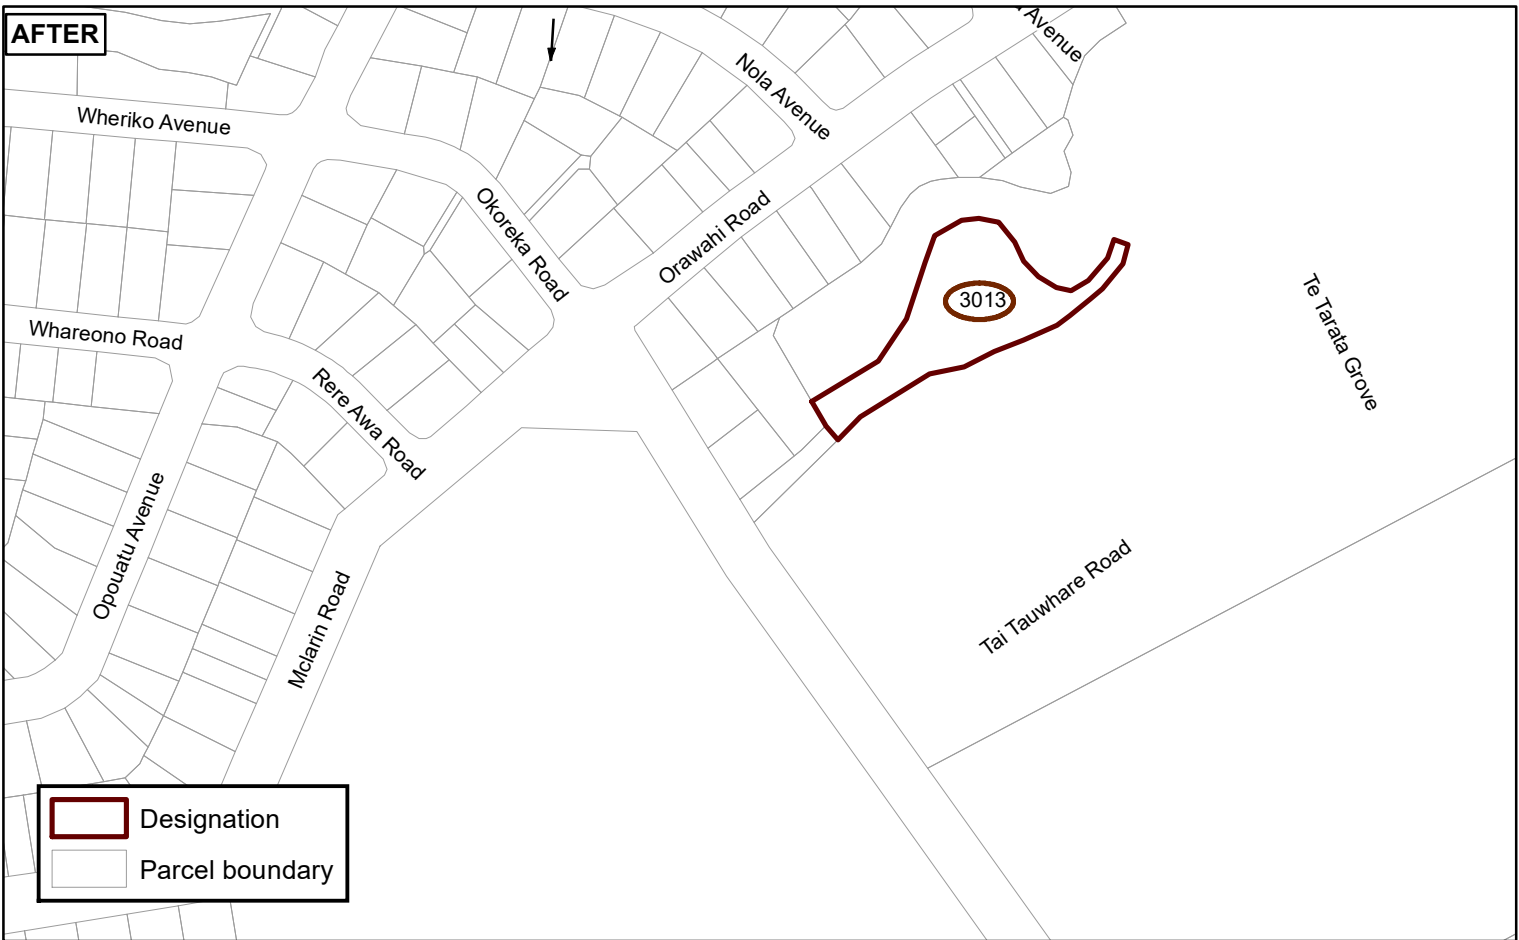 AFTER
Avenue
Nola Avenue
Wheriko Avenue
Okoreka Road
Orawahi Road
3013
Te Tarata Grove
Whareono Road
Rere Awa Road
Opouatu Avenue
Mclarin Road
Tai Tauwhare Road
Designation
Parcel boundary